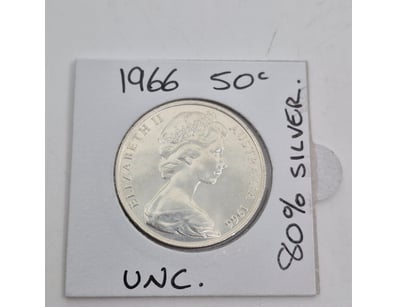 1966 50c
ELIZABETH II
AUSTRALIA 1966
UNC.
80% SILVER.